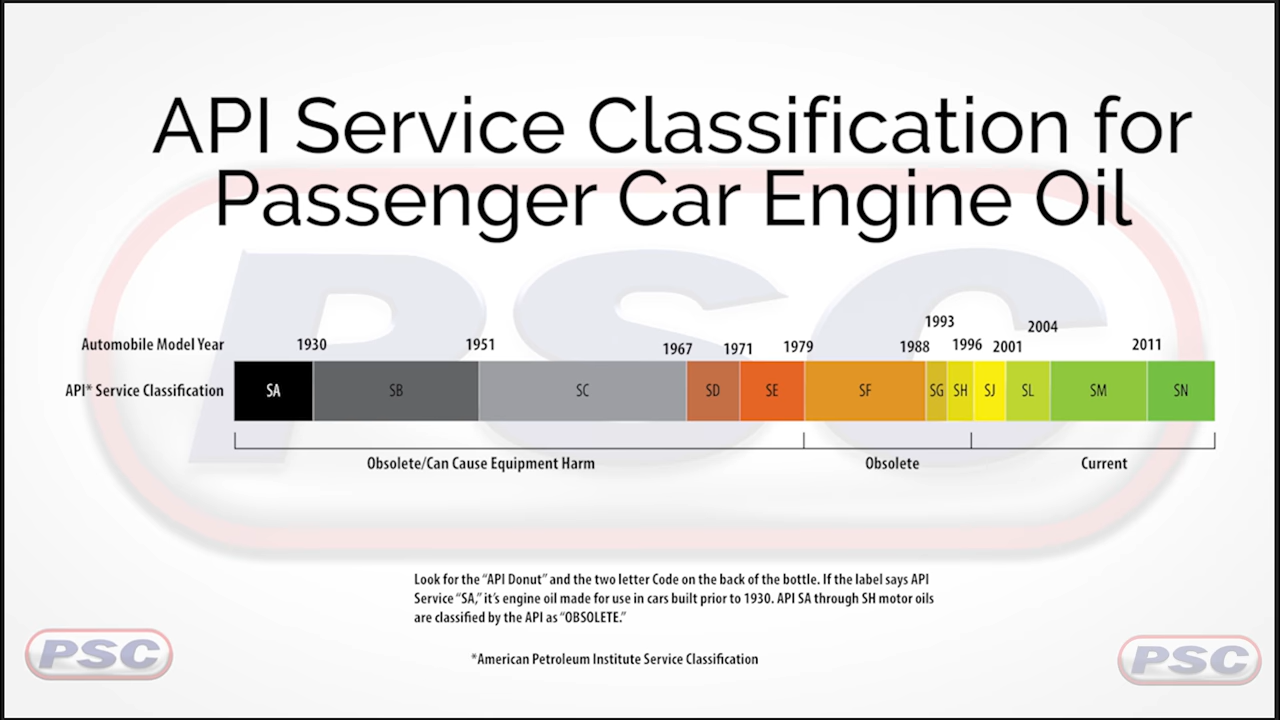 API Service Classification for
Passenger Car Engine Oil
PSC
Automobile Model Year 1930 1951 1967 1971 1979 1988 1993 1996 2001 2004 2011
API* Service Classification SA SB SC SD SE SF SG SH SJ SL SM SN
Obsolete/Can Cause Equipment Harm Obsolete Current
Look for the “API Donut” and the two letter Code on the back of the bottle. If the label says API
Service “SA,” it’s engine oil made for use in cars built prior to 1930. API SA through SH motor oils
are classified by the API as “OBSOLETE.”
*American Petroleum Institute Service Classification
PSC PSC